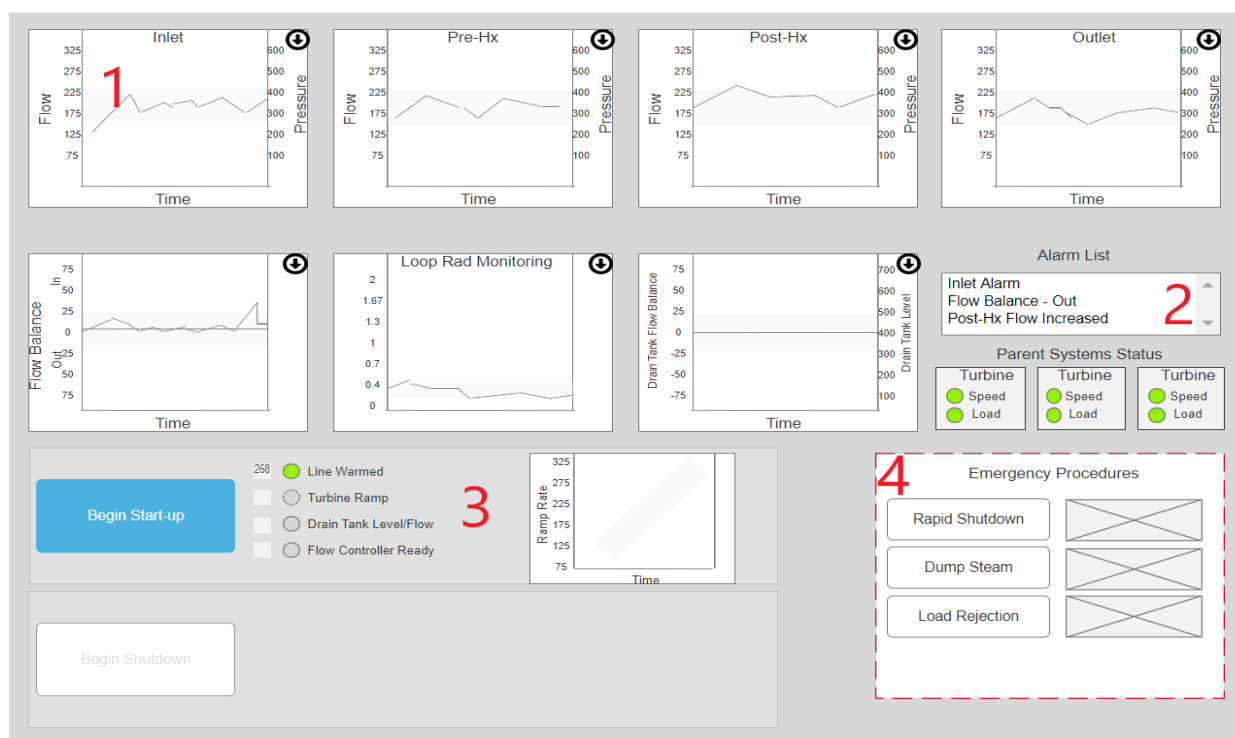 Inlet
325
275
225
175
125
75
Flow
600
500
400
300
200
100
Pressure
Time
1
Pre-Hx
325
275
225
175
125
75
Flow
600
500
400
300
200
100
Pressure
Time
Post-Hx
325
275
225
175
125
75
Flow
600
500
400
300
200
100
Pressure
Time
Outlet
325
275
225
175
125
75
Flow
600
500
400
300
200
100
Pressure
Time
75
50
25
0
-25
50
75
Flow Balance
In
Out
Time
Loop Rad Monitoring
2
1.67
1.3
1
0.7
0.4
0
Time
75
50
25
0
-25
-50
-75
Drain Tank Flow Balance
700
600
500
400
300
200
100
Drain Tank Level
Time
Alarm List
Inlet Alarm
Flow Balance - Out
Post-Hx Flow Increased
2
Parent Systems Status
Turbine Turbine Turbine
Speed Speed Speed
Load Load Load
Begin Start-up
268 Line Warmed
Turbine Ramp
Drain Tank Level/Flow
Flow Controller Ready
3
325
275
225
175
125
75
Ramp Rate
Time
4
Emergency Procedures
Rapid Shutdown
Dump Steam
Load Rejection
Begin Shutdown